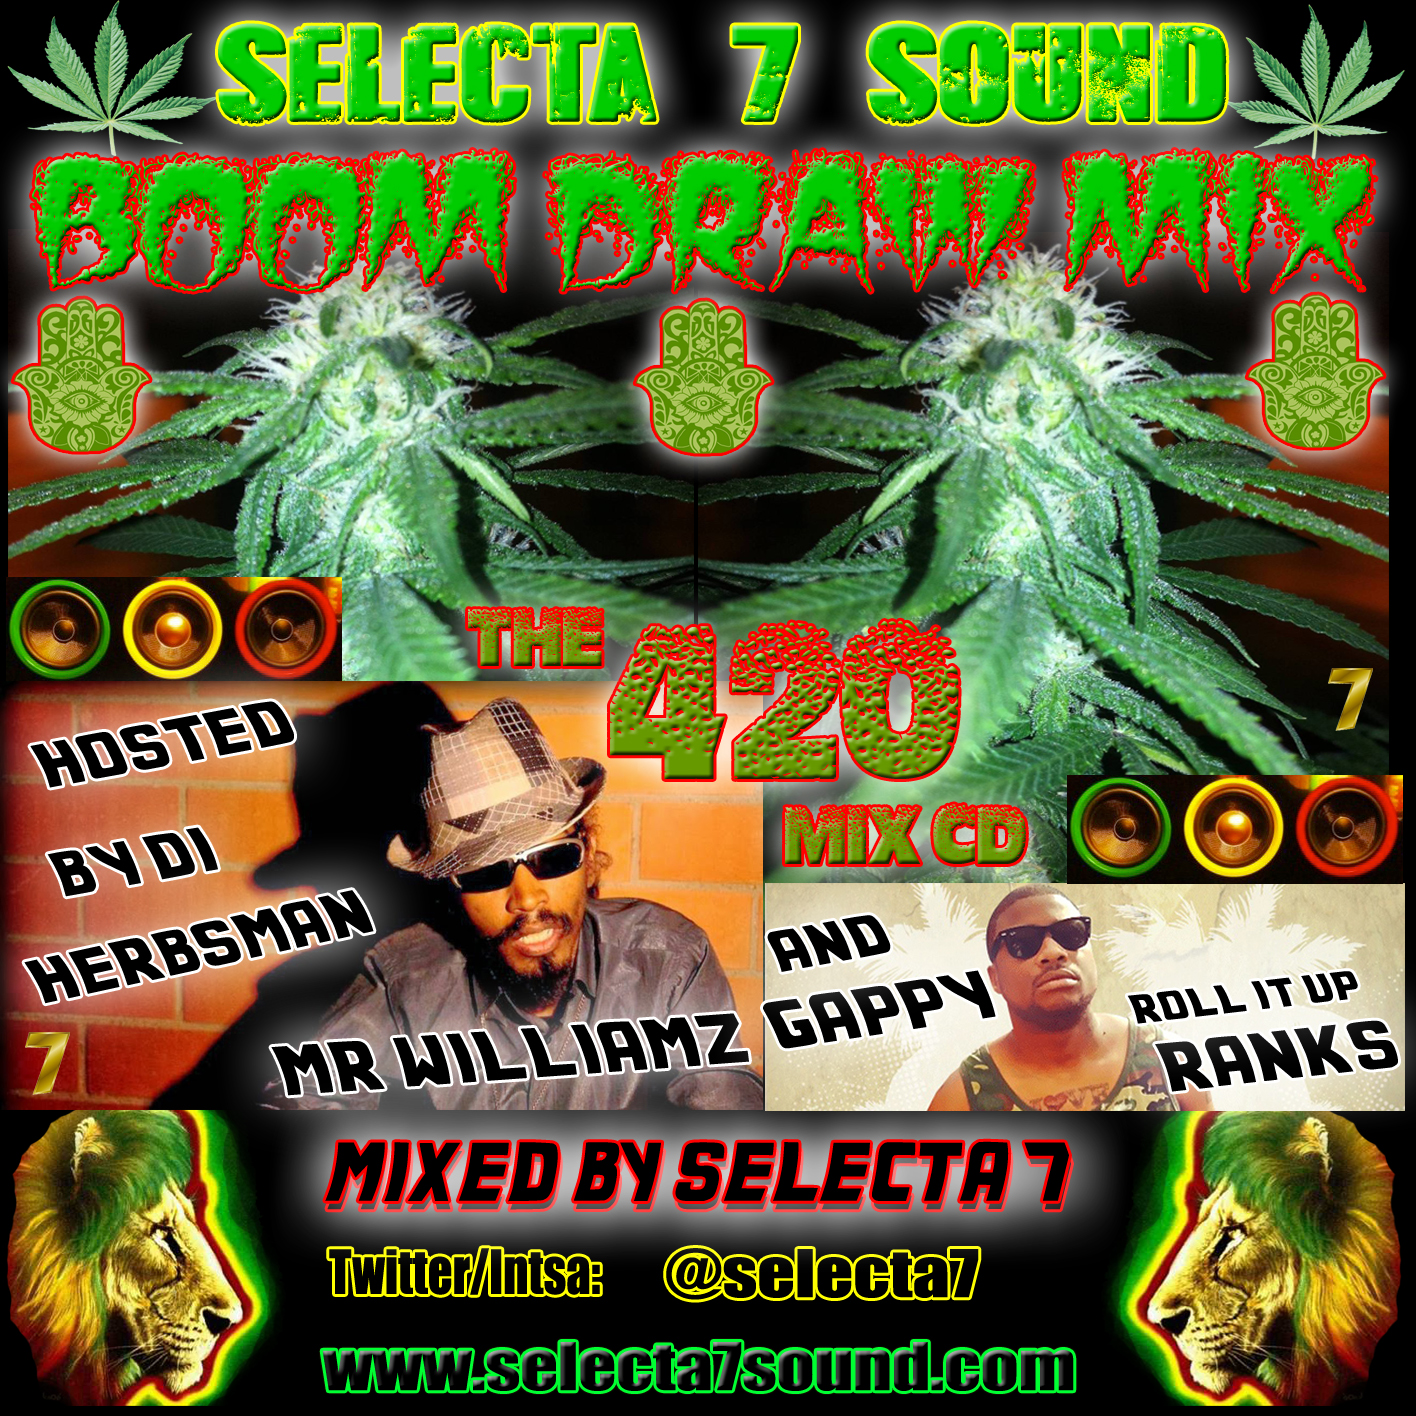 SELECTA 7 SOUND
BOOM DRAW MIX
THE
420
MIX CD
7
HOSTED
BY DI
HERBSMAN
MR WILLIAMZ
7
AND
GAPPY
ROLL IT UP
RANKS
MIXED BY SELECTA 7
Twitter/Intsa: @selecta7
www.selecta7sound.com